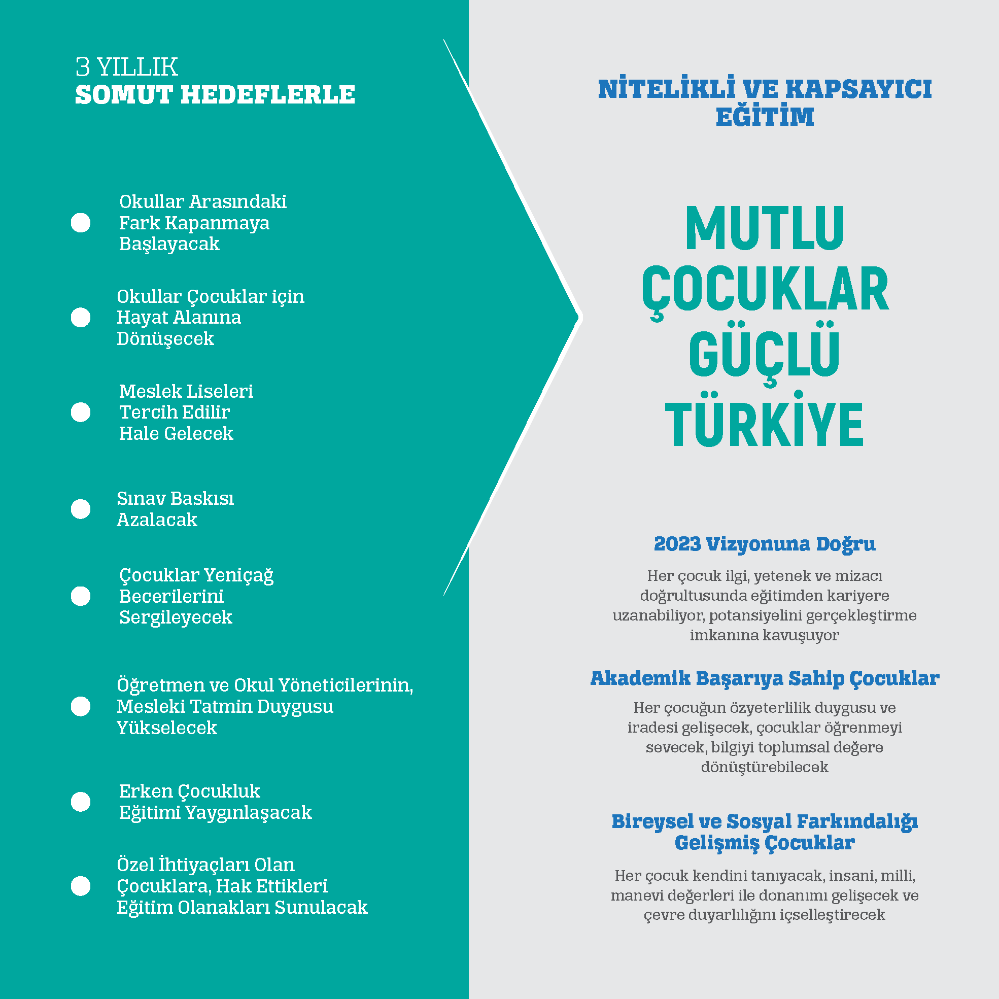 3 YILLIK
SOMUT HEDEFLERLE
Okullar Arasındaki
Fark Kapanmaya
Başlayacak
Okullar Çocuklar için
Hayat Alanına
Dönüşecek
Meslek Liseleri
Tercih Edilir
Hale Gelecek
Sınav Baskısı
Azalacak
Çocuklar Yeniçağ
Becerilerini
Sergileyecek
Öğretmen ve Okul Yöneticilerinin,
Mesleki Tatmin Duygusu
Yükselecek
Erken Çocukluk
Eğitimi Yaygınlaşacak
Özel İhtiyaçları Olan
Çocuklara, Hak Ettikleri
Eğitim Olanakları Sunulacak
NİTELİKLİ VE KAPSAYICI
EĞİTİM
MUTLU
ÇOCUKLAR
GÜÇLÜ
TÜRKİYE
2023 Vizyonuna Doğru
Her çocuk ilgi, yetenek ve mizacı
doğrultusunda eğitimden kariyere
uzanabiliyor, potansiyelini gerçekleştirme
imkanına kavuşuyor
Akademik Başarıya Sahip Çocuklar
Her çocuğun özyeterlilik duygusu ve
iradesi gelişecek, çocuklar öğrenmeyi
sevecek, bilgiyi toplumsal değere
dönüştürebilecek
Bireysel ve Sosyal Farkındalığı
Gelişmiş Çocuklar
Her çocuk kendini tanıyacak, insani, milli,
manevi değerleri ile donanımı gelişecek ve
çevre duyarlılığını içselleştirecek